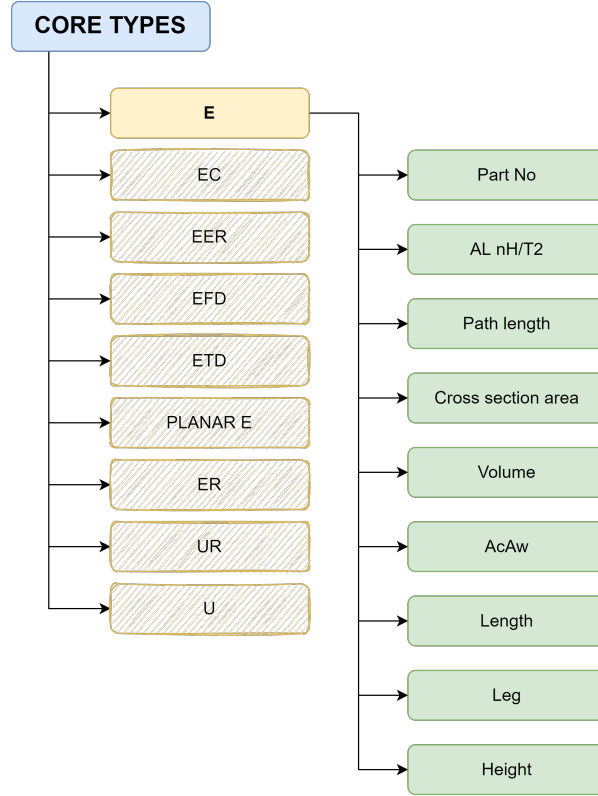 CORE TYPES
E
EC
EER
EFD
ETD
PLANAR E
ER
UR
U
Part No
AL nH/T2
Path length
Cross section area
Volume
AcAw
Length
Leg
Height